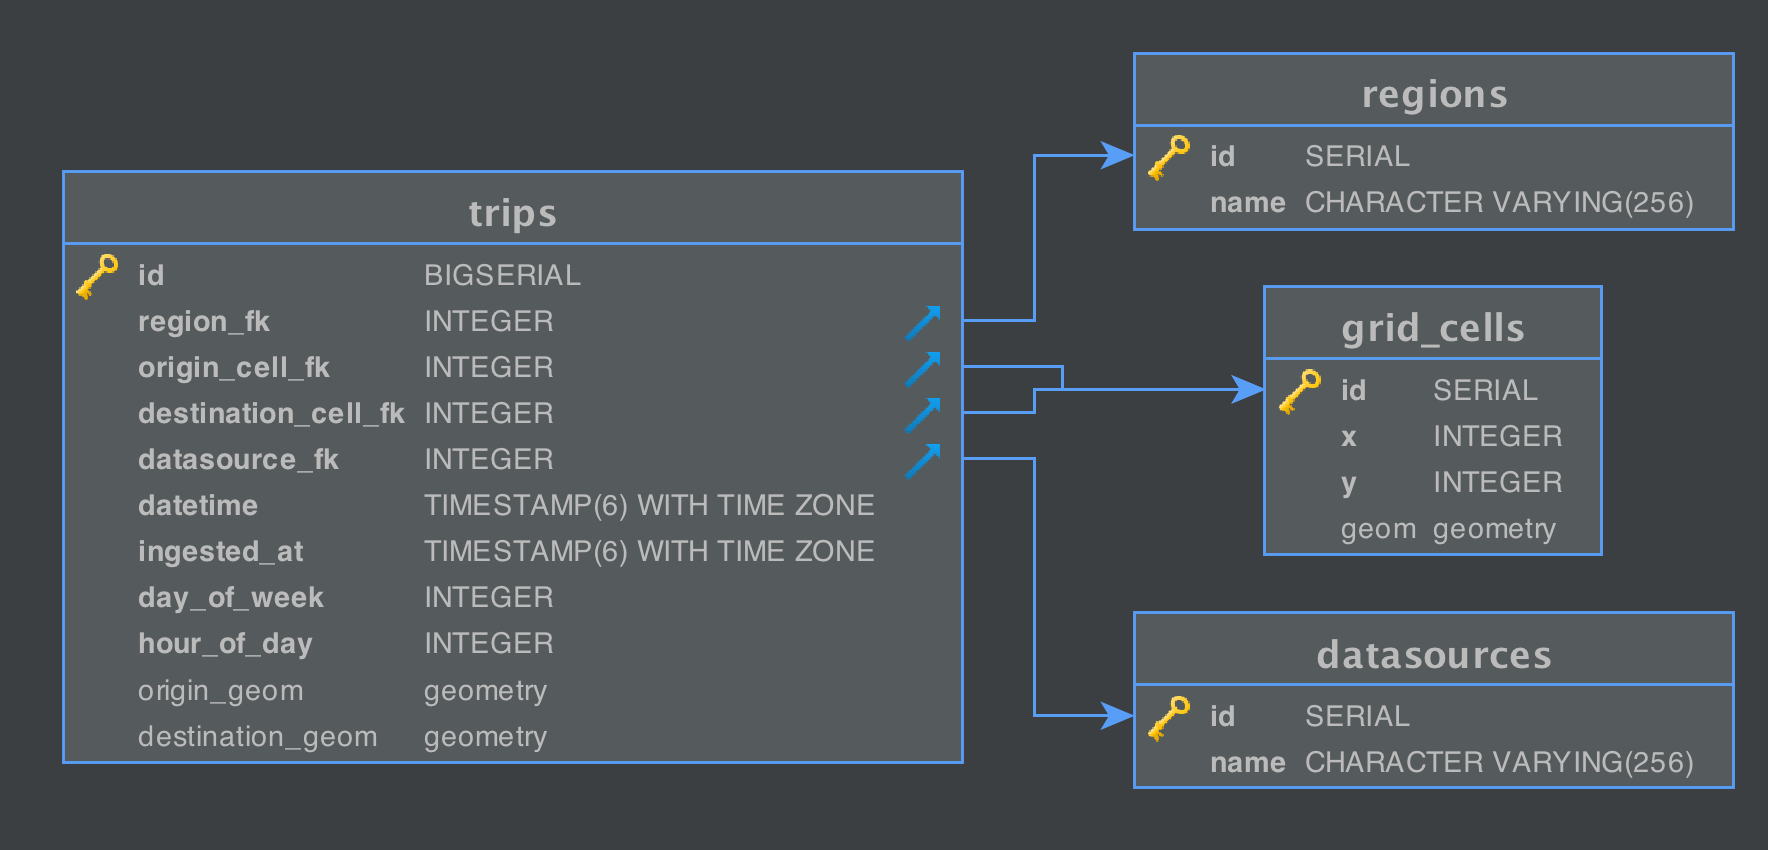 trips
id BIGSERIAL
region_fk INTEGER
origin_cell_fk INTEGER
destination_cell_fk INTEGER
datasource_fk INTEGER
datetime TIMESTAMP(6) WITH TIME ZONE
ingested_at TIMESTAMP(6) WITH TIME ZONE
day_of_week INTEGER
hour_of_day INTEGER
origin_geom geometry
destination_geom geometry
regions
id SERIAL
name CHARACTER VARYING(256)
grid_cells
id SERIAL
x INTEGER
y INTEGER
geom geometry
datasources
id SERIAL
name CHARACTER VARYING(256)